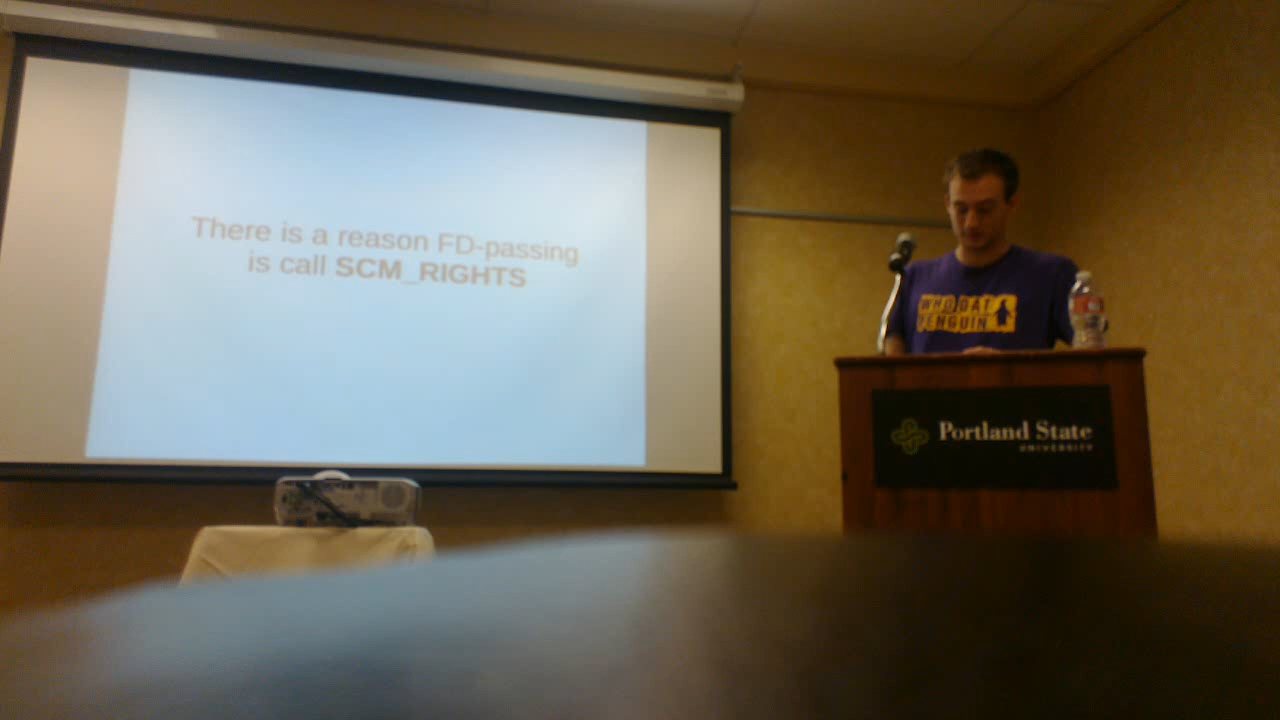 There is a reason FD-passing
is call SCM_RIGHTS
WHO DAT
PENGUIN
Portland State
UNIVERSITY